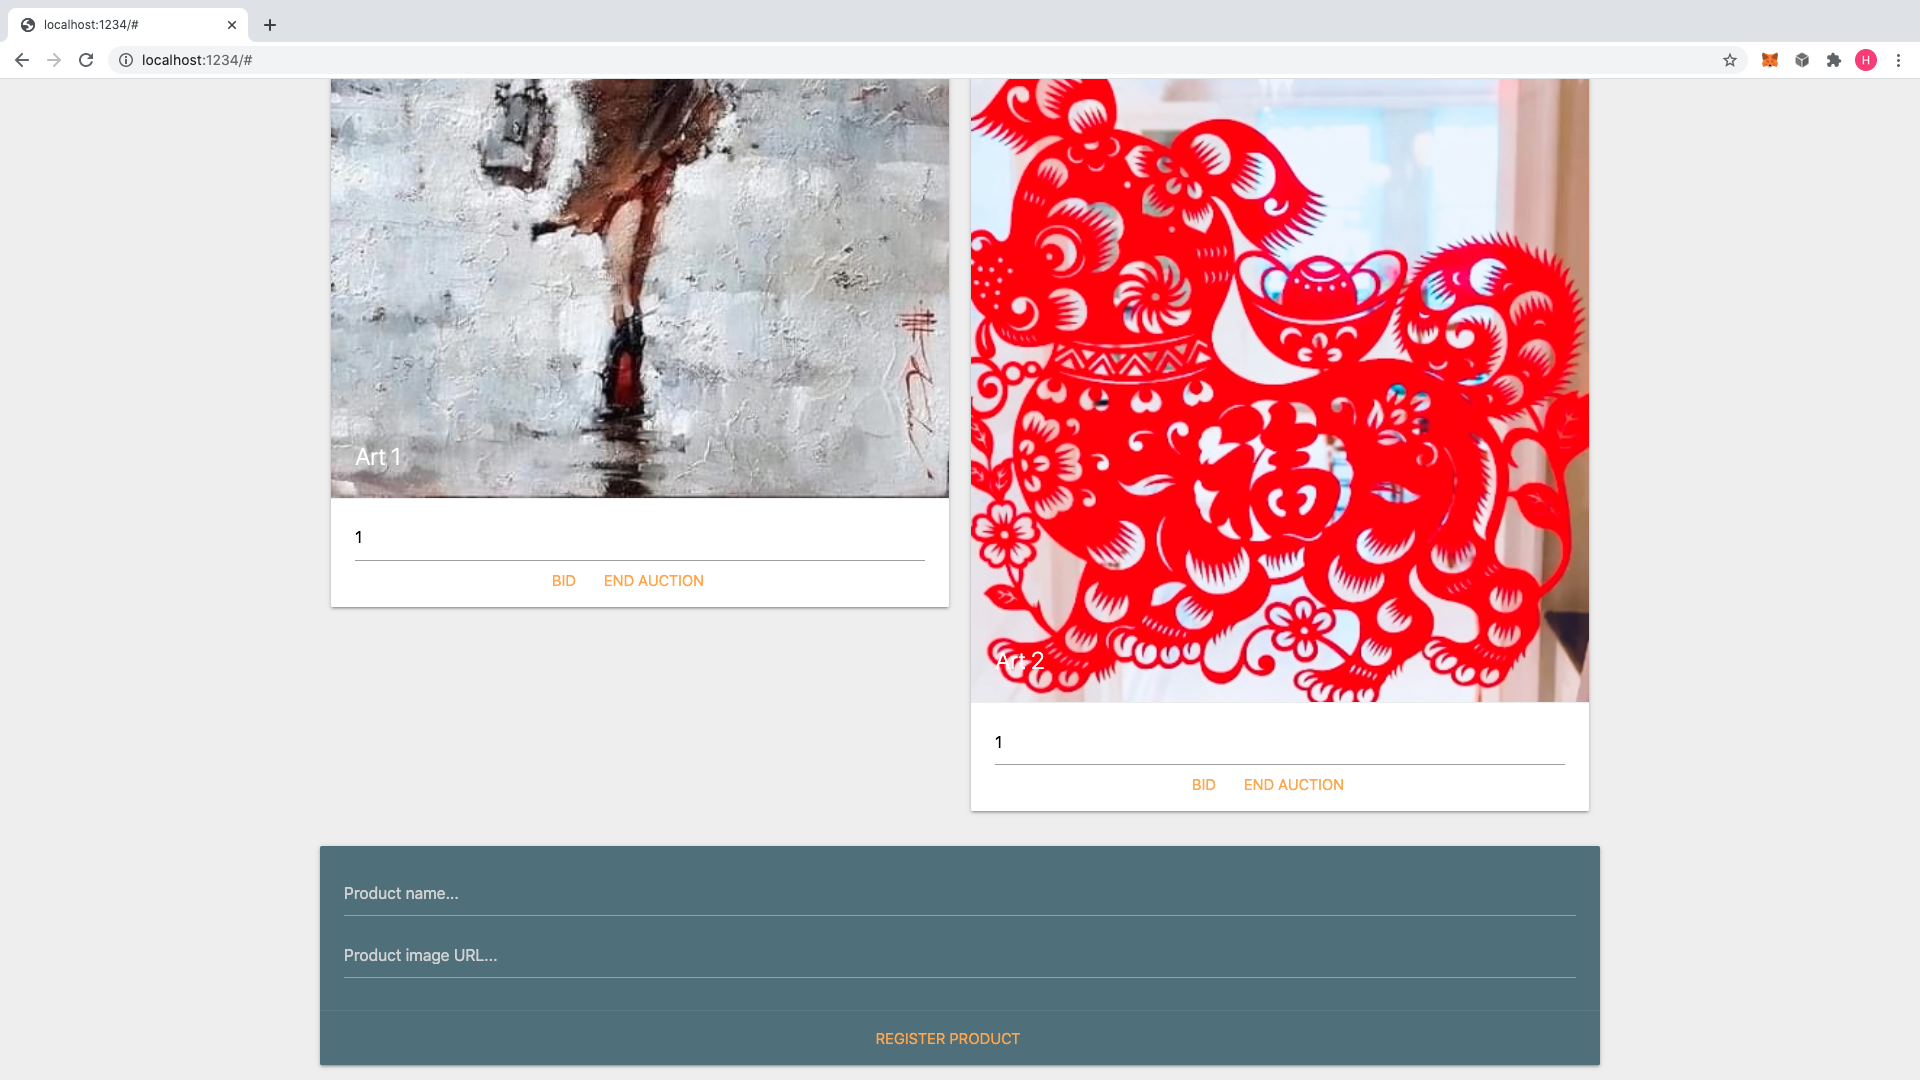 localhost:1234/#
localhost:1234/#
H
Art 1
1
BID END AUCTION
福
Art 2
1
BID END AUCTION
Product name...
Product image URL...
REGISTER PRODUCT